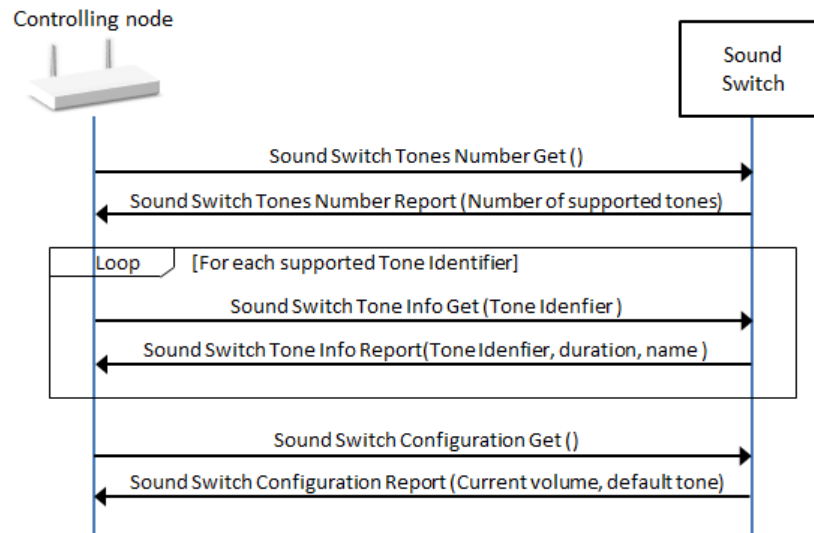 Controlling node
Sound
Switch
Sound Switch Tones Number Get ()
Sound Switch Tones Number Report (Number of supported tones)
Loop [For each supported Tone Identifier]
Sound Switch Tone Info Get (Tone Idenfier )
Sound Switch Tone Info Report(Tone Idenfier, duration, name )
Sound Switch Configuration Get ()
Sound Switch Configuration Report (Current volume, default tone)